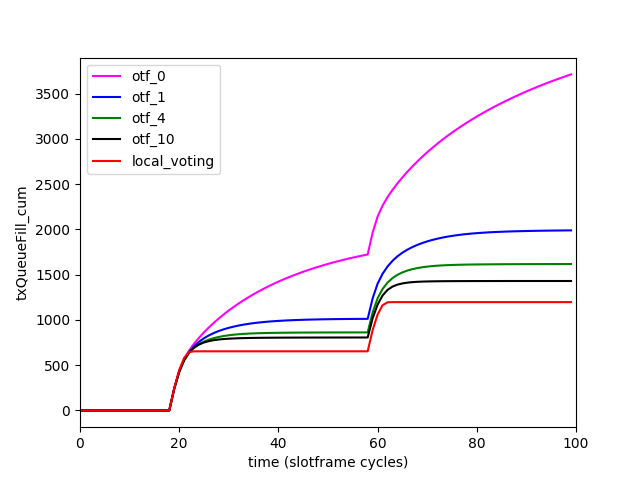 otf_0
otf_1
otf_4
otf_10
local_voting
txQueueFill_cum
3500
3000
2500
2000
1500
1000
500
0
0 20 40 60 80 100
time (slotframe cycles)